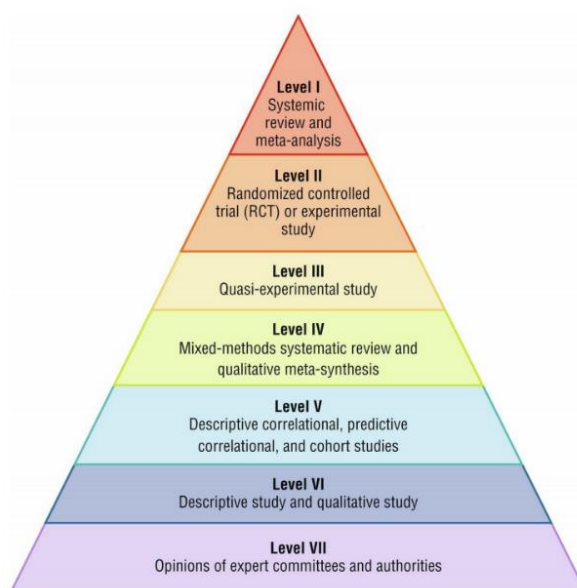 Level I
Systemic
review and
meta-analysis
Level II
Randomized controlled
trial (RCT) or experimental
study
Level III
Quasi-experimental study
Level IV
Mixed-methods systematic review and
qualitative meta-synthesis
Level V
Descriptive correlational, predictive
correlational, and cohort studies
Level VI
Descriptive study and qualitative study
Level VII
Opinions of expert committees and authorities